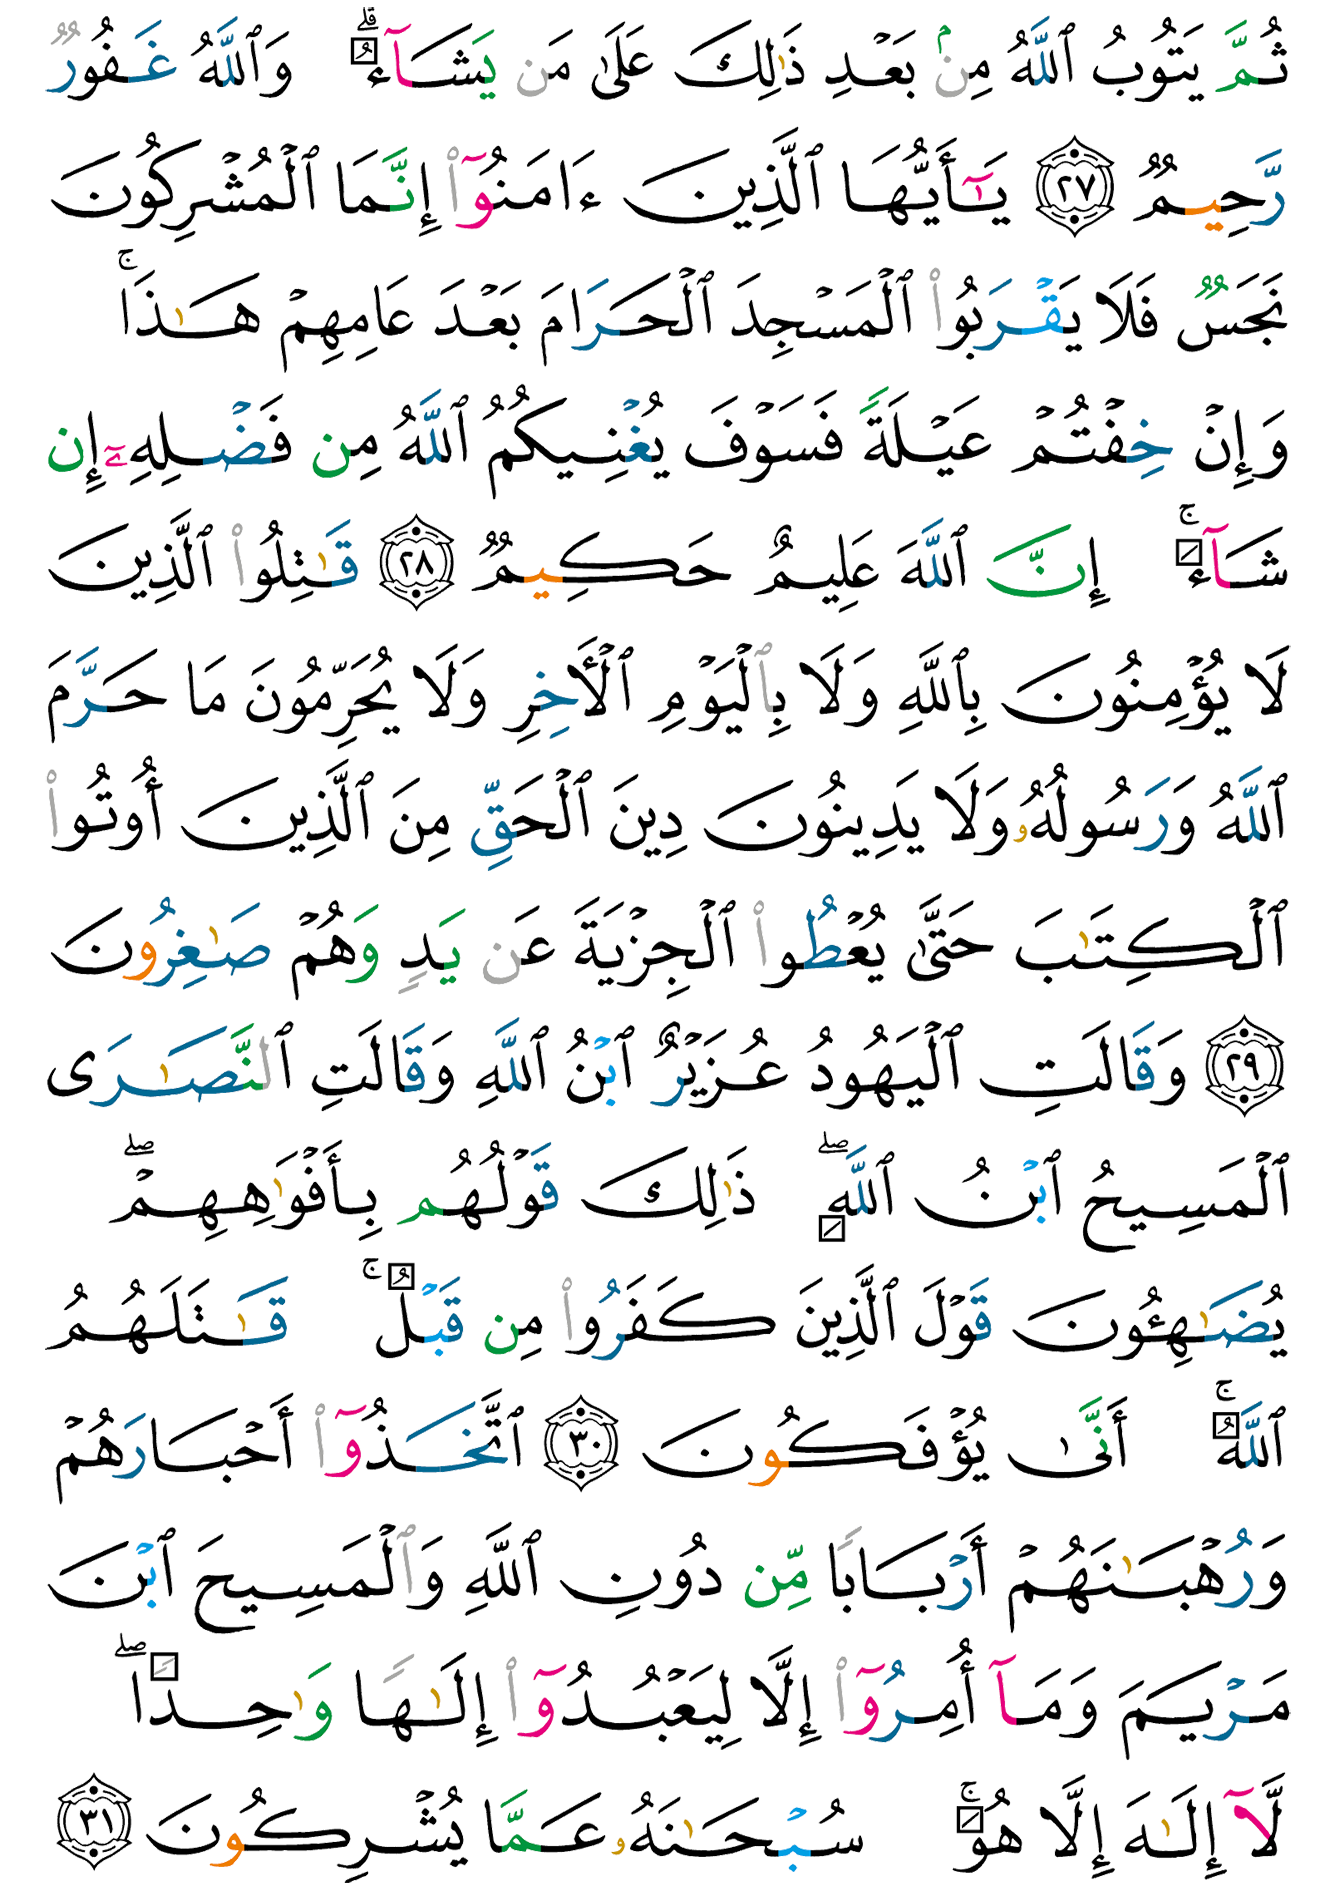 ثُمَّ يَتُوبُ ٱللَّهُ مِنۢ بَعۡدِ ذَٰلِكَ عَلَىٰ مَن يَشَآءُۗ وَٱللَّهُ غَفُورٞ
رَّحِيمٞ ٢٧ يَٰٓأَيُّهَا ٱلَّذِينَ ءَامَنُوٓاْ إِنَّمَا ٱلۡمُشۡرِكُونَ
نَجَسٞ فَلَا يَقۡرَبُواْ ٱلۡمَسۡجِدَ ٱلۡحَرَامَ بَعۡدَ عَامِهِمۡ هَٰذَاۚ
وَإِنۡ خِفۡتُمۡ عَيۡلَةٗ فَسَوۡفَ يُغۡنِيكُمُ ٱللَّهُ مِن فَضۡلِهِۦٓ إِن
شَآءَۚ إِنَّ ٱللَّهَ عَلِيمٌ حَكِيمٞ ٢٨ قَٰتِلُواْ ٱلَّذِينَ
لَا يُؤۡمِنُونَ بِٱللَّهِ وَلَا بِٱلۡيَوۡمِ ٱلۡأٓخِرِ وَلَا يُحَرِّمُونَ مَا حَرَّمَ
ٱللَّهُ وَرَسُولُهُۥ وَلَا يَدِينُونَ دِينَ ٱلۡحَقِّ مِنَ ٱلَّذِينَ أُوتُواْ
ٱلۡكِتَٰبَ حَتَّىٰ يُعۡطُواْ ٱلۡجِزۡيَةَ عَن يَدٖ وَهُمۡ صَٰغِرُونَ
٢٩ وَقَالَتِ ٱلۡيَهُودُ عُزَيۡرٌ ٱبۡنُ ٱللَّهِ وَقَالَتِ ٱلنَّصَٰرَى
ٱلۡمَسِيحُ ٱبۡنُ ٱللَّهِۖ ذَٰلِكَ قَوۡلُهُم بِأَفۡوَٰهِهِمۡۖ
يُضَٰهِـُٔونَ قَوۡلَ ٱلَّذِينَ كَفَرُواْ مِن قَبۡلُۚ قَٰتَلَهُمُ
ٱللَّهُۚ أَنَّىٰ يُؤۡفَكُونَ ٣٠ ٱتَّخَذُوٓاْ أَحۡبَارَهُمۡ
وَرُهۡبَٰنَهُمۡ أَرۡبَابٗا مِّن دُونِ ٱللَّهِ وَٱلۡمَسِيحَ ٱبۡنَ
مَرۡيَمَ وَمَآ أُمِرُوٓاْ إِلَّا لِيَعۡبُدُوٓاْ إِلَٰهٗا وَٰحِدٗاۖ
لَّآ إِلَٰهَ إِلَّا هُوَۚ سُبۡحَٰنَهُۥ عَمَّا يُشۡرِكُونَ ٣١